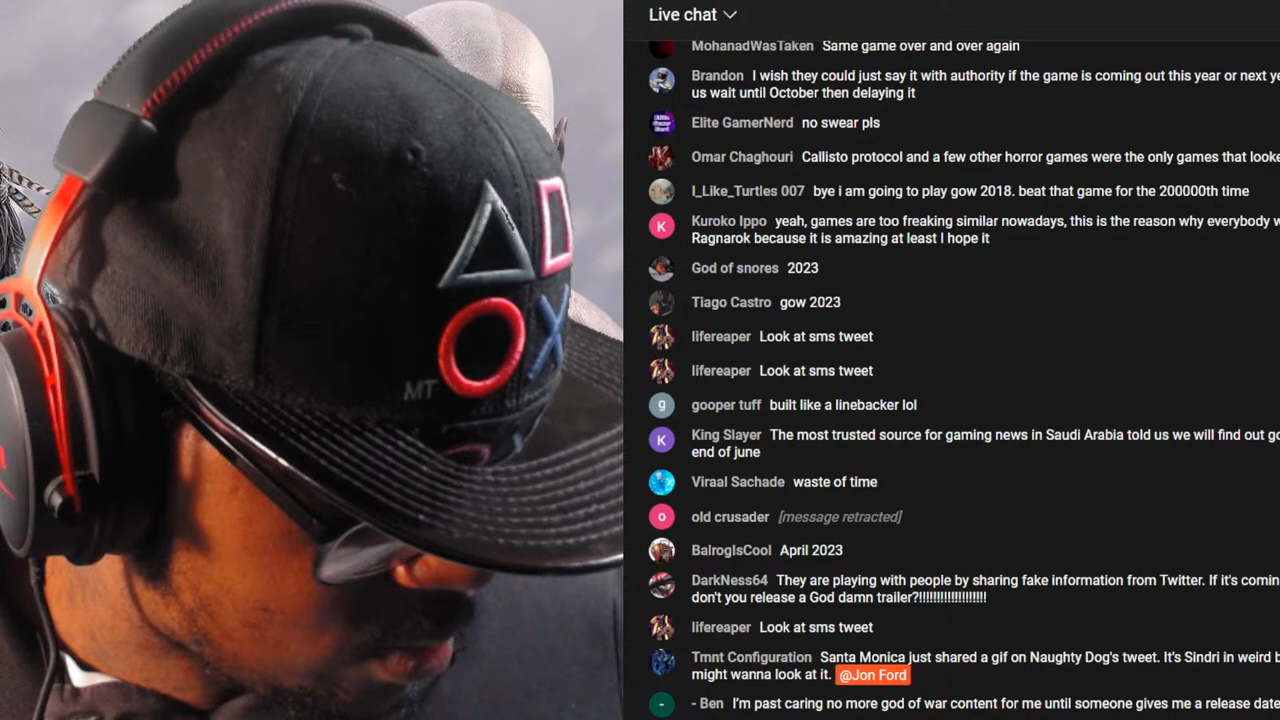 Live chat
MohanadWasTaken Same game over and over again
Brandon I wish they could just say it with authority if the game is coming out this year or next
us wait until October then delaying it
Elite GamerNerd no swear pls
Omar Chaghouri Callisto protocol and a few other horror games were the only games that
I_Like_Turtles 007 bye i am going to play gow 2018. beat that game for the 200000th time
Kuroko Ippo yeah, games are too freaking similar nowadays, this is the reason why everybody
Ragnarok because it is amazing at least I hope it
God of snores 2023
Tiago Castro gow 2023
lifereaper Look at sms tweet
lifereaper Look at sms tweet
gooper tuff built like a linebacker lol
King Slayer The most trusted source for gaming news in Saudi Arabia told us we will find out
end of june
Viraal Sachade waste of time
old crusader [message retracted]
BalrogIsCool April 2023
DarkNess64 They are playing with people by sharing fake information from Twitter. If it's
don't you release a God damn trailer?!!!!!!!!!!!!!!!!!!!
lifereaper Look at sms tweet
Tmnt Configuration Santa Monica just shared a gif on Naughty Dog's tweet. It's Sindri in weird
might wanna look at it. @Jon Ford
- Ben I'm past caring no more god of war content for me until someone gives me a release date
MT